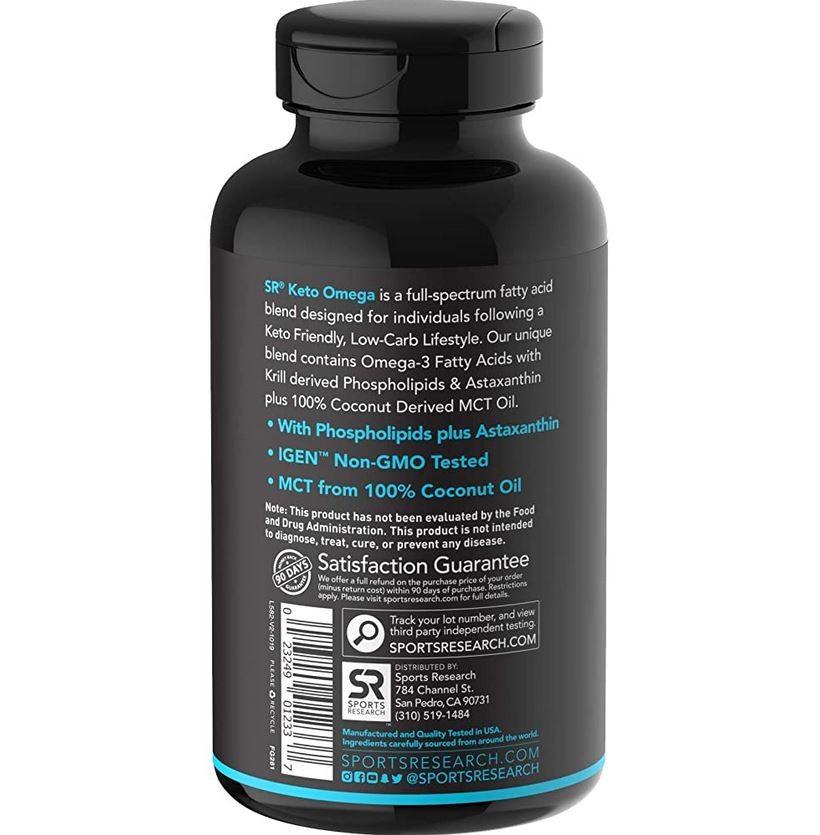 SR® Keto Omega is a full-spectrum fatty acid
blend designed for individuals following a
Keto Friendly, Low-Carb Lifestyle. Our unique
blend contains Omega-3 Fatty Acids with
Krill derived Phospholipids & Astaxanthin
plus 100% Coconut Derived MCT Oil.
• With Phospholipids plus Astaxanthin
• IGEN™ Non-GMO Tested
• MCT from 100% Coconut Oil
Note: This product has not been evaluated by the Food
and Drug Administration. This product is not intended
to diagnose, treat, cure, or prevent any disease.
MONEY BACK
90 DAYS
GUARANTEE
Satisfaction Guarantee
We offer a full refund on the purchase price of your order
(minus return cost) within 90 days of purchase. Restrictions
apply. Please visit sportsresearch.com for full details.
L582-V2-1019 PLEASE RECYCLE FG281
0 23249 01233 7
Track your lot number, and view
third party independent testing.
SPORTSRESEARCH.COM
SR
SPORTS
RESEARCH
™
DISTRIBUTED BY:
Sports Research
784 Channel St.
San Pedro, CA 90731
(310) 519-1484
Manufactured and Quality Tested in USA.
Ingredients carefully sourced from around the world.
SPORTSRESEARCH.COM
@SPORTSRESEARCH